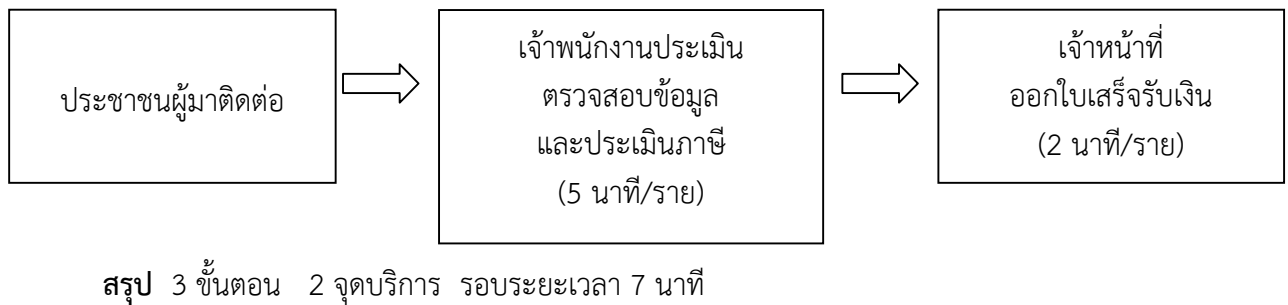 ประชาชนผู้มาติดต่อ
เจ้าพนักงานประเมิน
ตรวจสอบข้อมูล
และประเมินภาษี
(5 นาที/ราย)
เจ้าหน้าที่
ออกใบเสร็จรับเงิน
(2 นาที/ราย)
สรุป 3 ขั้นตอน 2 จุดบริการ รอบระยะเวลา 7 นาที